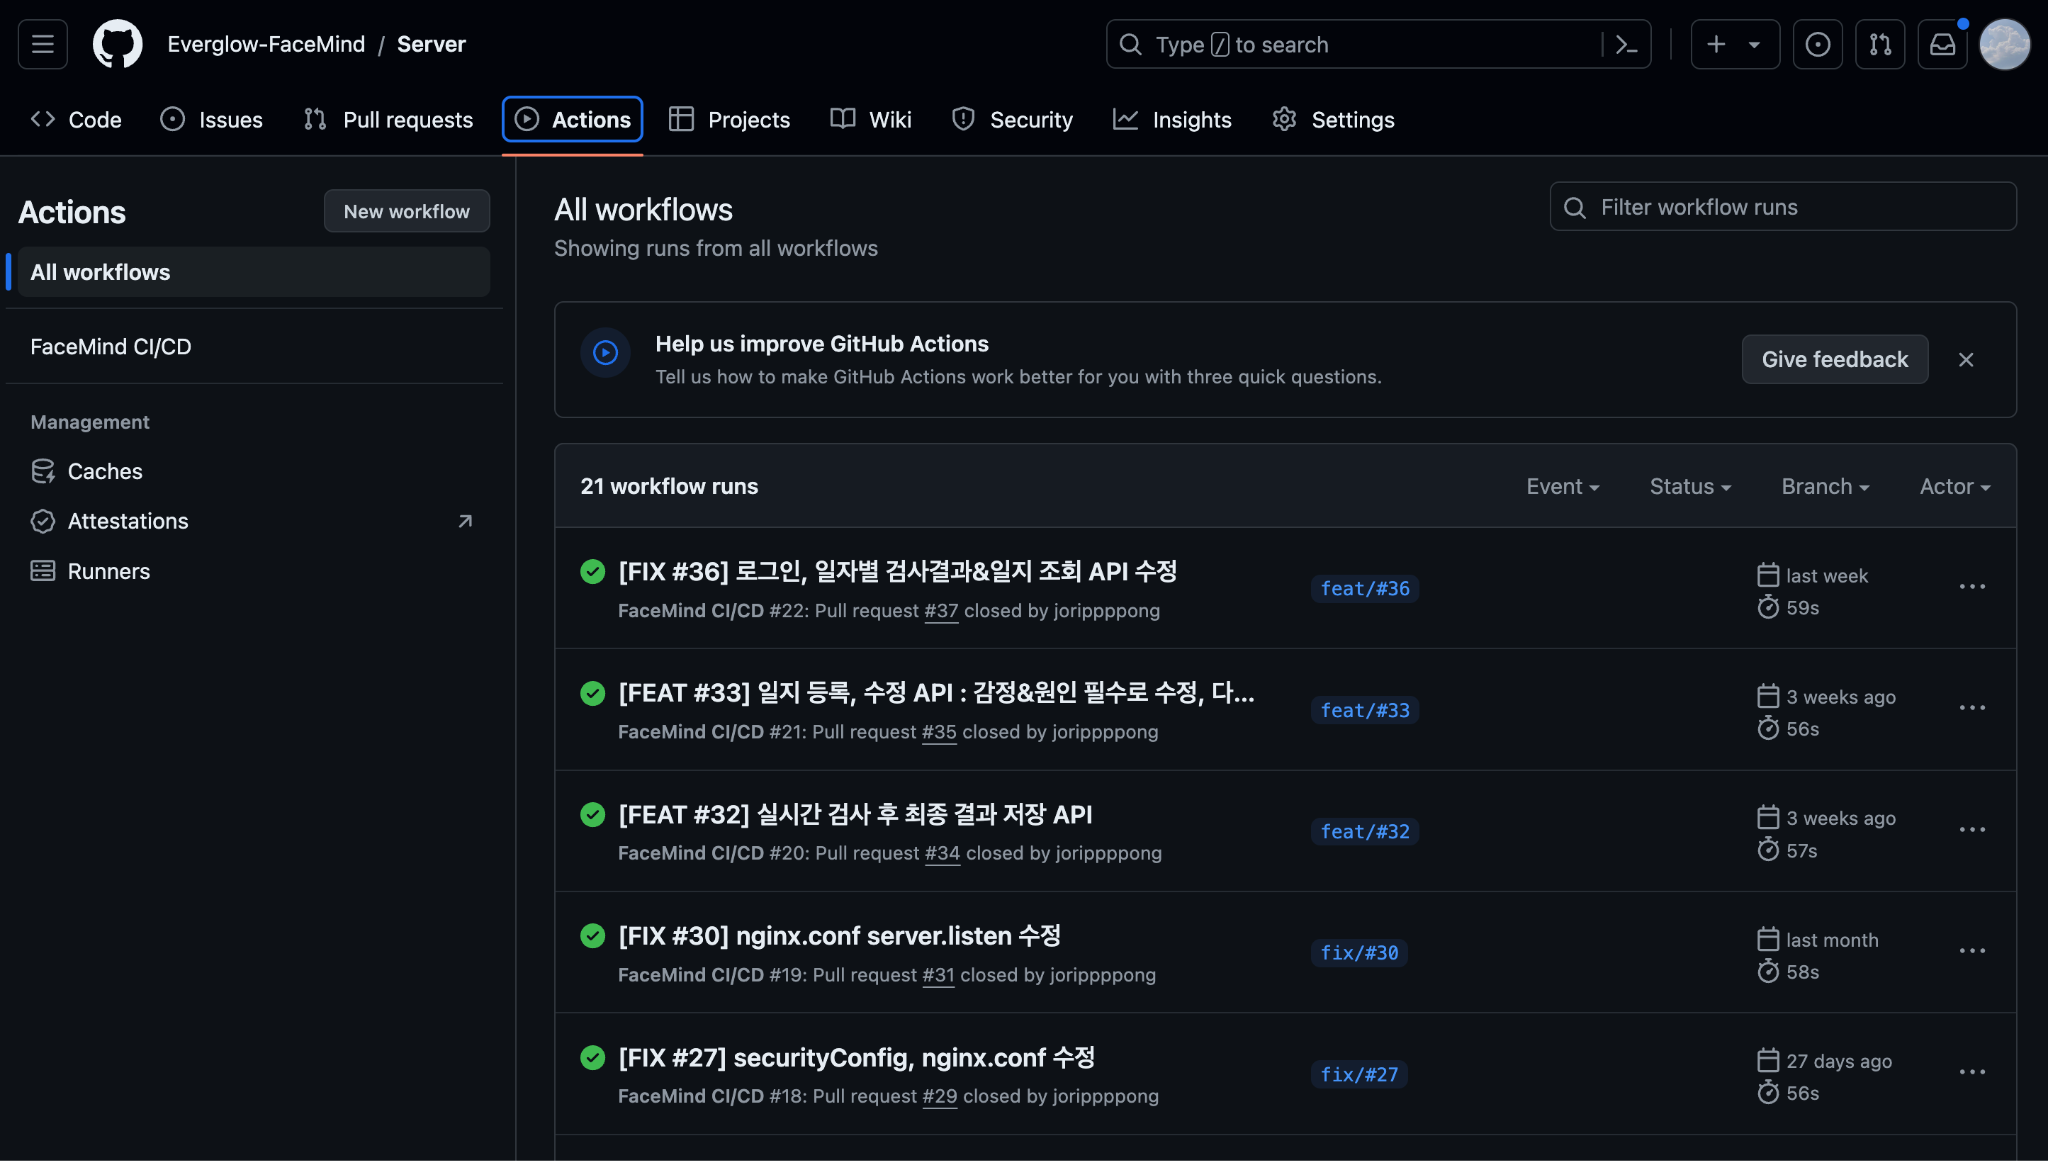 Everglow-FaceMind / Server
Type / to search
Code
Issues
Pull requests
Actions
Projects
Wiki
Security
Insights
Settings
Actions
New workflow
All workflows
FaceMind CI/CD
Management
Caches
Attestations
Runners
All workflows
Showing runs from all workflows
Filter workflow runs
Help us improve GitHub Actions
Tell us how to make GitHub Actions work better for you with three quick questions.
Give feedback
21 workflow runs
Event
Status
Branch
Actor
[FIX #36] 로그인, 일자별 검사결과&일지 조회 API 수정
FaceMind CI/CD #22: Pull request #37 closed by jorippppong
feat/#36
last week
59s
[FEAT #33] 일지 등록, 수정 API : 감정&원인 필수로 수정, 다...
FaceMind CI/CD #21: Pull request #35 closed by jorippppong
feat/#33
3 weeks ago
56s
[FEAT #32] 실시간 검사 후 최종 결과 저장 API
FaceMind CI/CD #20: Pull request #34 closed by jorippppong
feat/#32
3 weeks ago
57s
[FIX #30] nginx.conf server.listen 수정
FaceMind CI/CD #19: Pull request #31 closed by jorippppong
fix/#30
last month
58s
[FIX #27] securityConfig, nginx.conf 수정
FaceMind CI/CD #18: Pull request #29 closed by jorippppong
fix/#27
27 days ago
56s